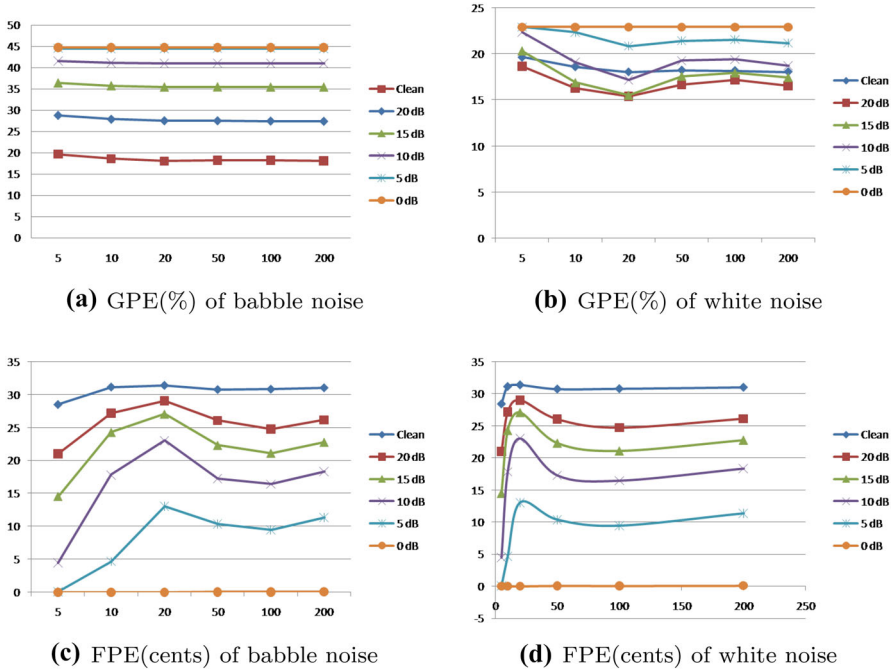 50
45
40
35
30
25
20
15
10
5
0
5 10 20 50 100 200
Clean
20 dB
15 dB
10 dB
5 dB
0 dB
(a) GPE(%) of babble noise
25
20
15
10
5
0
5 10 20 50 100 200
Clean
20 dB
15 dB
10 dB
5 dB
0 dB
(b) GPE(%) of white noise
35
30
25
20
15
10
5
0
5 10 20 50 100 200
Clean
20 dB
15 dB
10 dB
5 dB
0 dB
(c) FPE(cents) of babble noise
35
30
25
20
15
10
5
0
-5
0 50 100 150 200 250
Clean
20 dB
15 dB
10 dB
5 dB
0 dB
(d) FPE(cents) of white noise